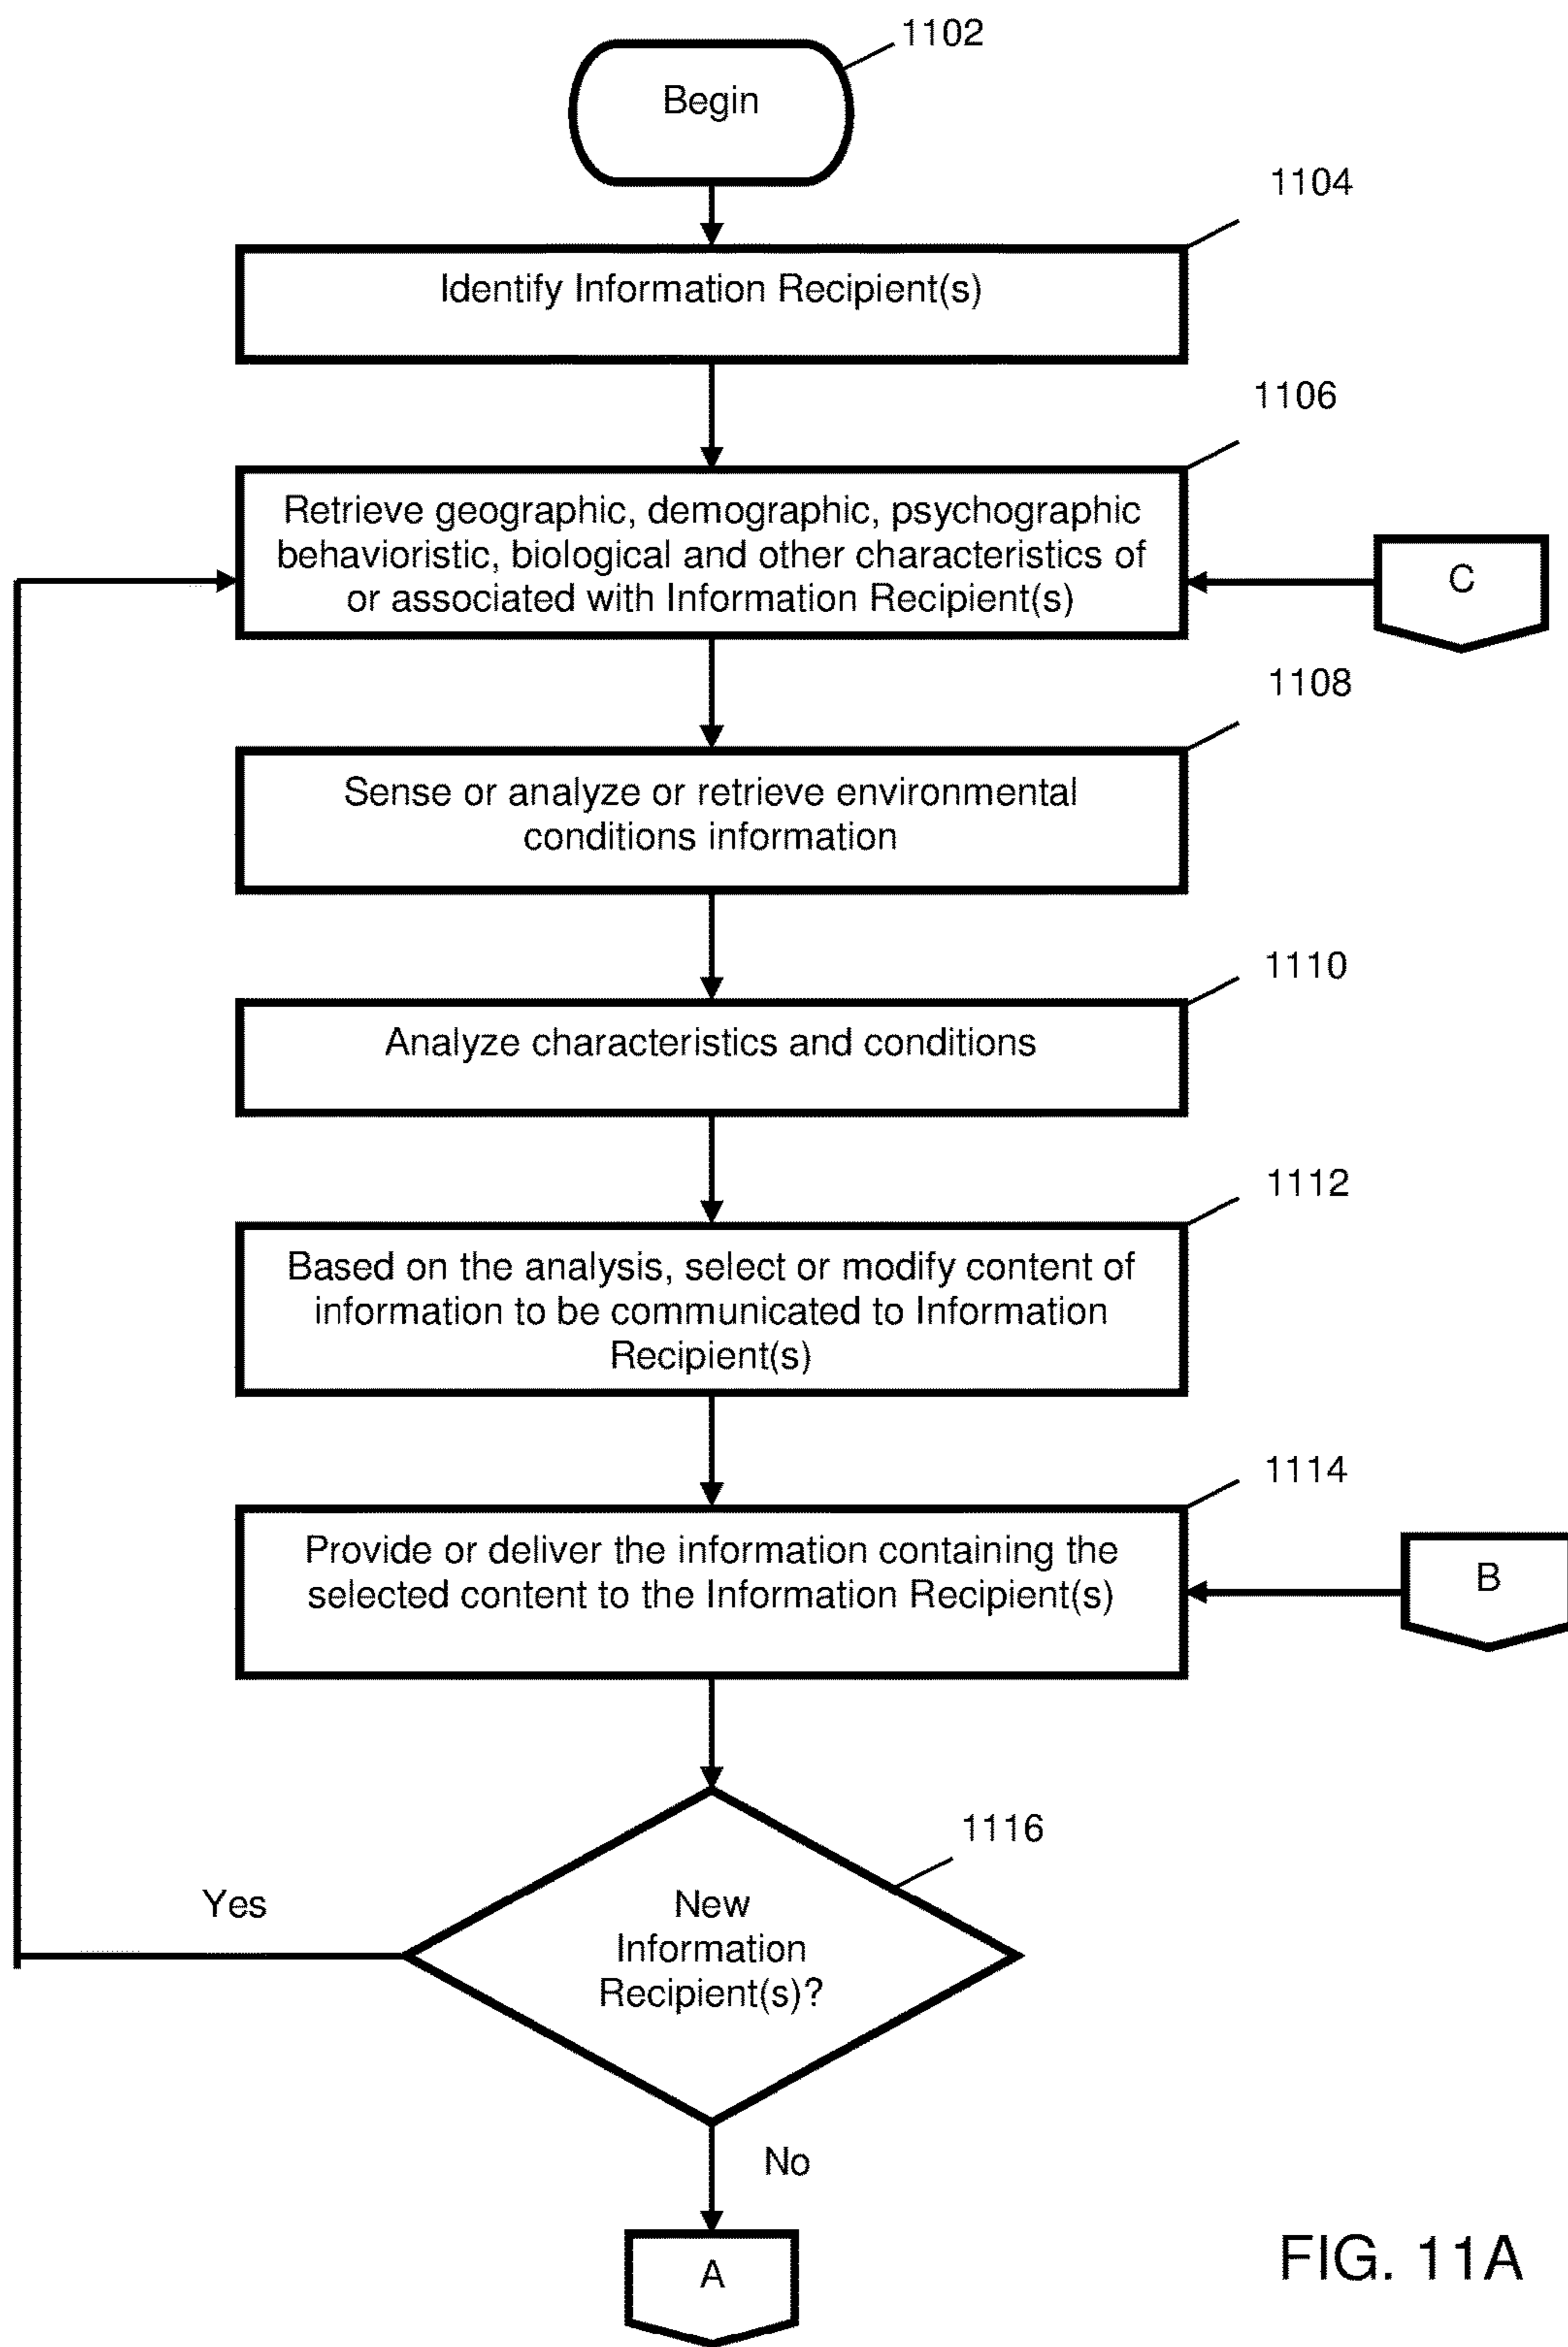 1102
Begin
1104
Identify Information Recipient(s)
1106
Retrieve geographic, demographic, psychographic
behavioristic, biological and other characteristics of
or associated with Information Recipient(s)
C
1108
Sense or analyze or retrieve environmental
conditions information
1110
Analyze characteristics and conditions
1112
Based on the analysis, select or modify content of
information to be communicated to Information
Recipient(s)
1114
Provide or deliver the information containing the
selected content to the Information Recipient(s)
B
1116
Yes
New
Information
Recipient(s)?
No
A
FIG. 11A